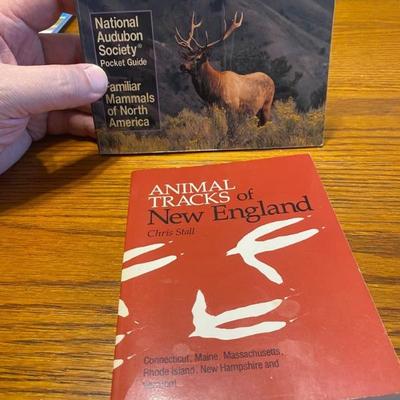 National
Audubon
Society®
Pocket Guide
Familiar
Mammals
of North
America
ANIMAL
TRACKS of
New England
Chris Stall
Connecticut, Maine, Massachusetts,
Rhode Island, New Hampshire and
Vermont